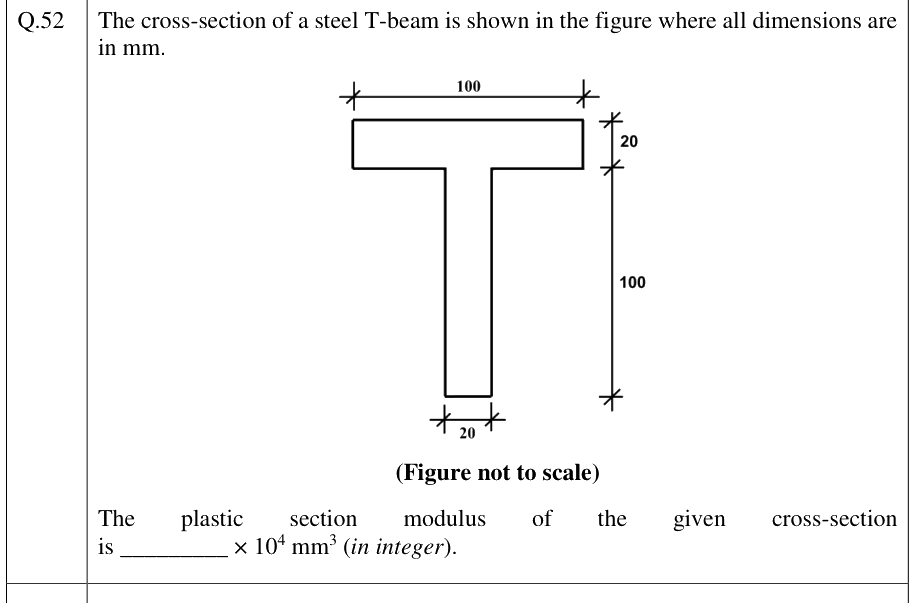 Q.52 The cross-section of a steel T-beam is shown in the figure where all dimensions are
in mm.
100
20
100
20
(Figure not to scale)
The plastic section modulus of the given cross-section
is __________ × 10⁴ mm³ (in integer).